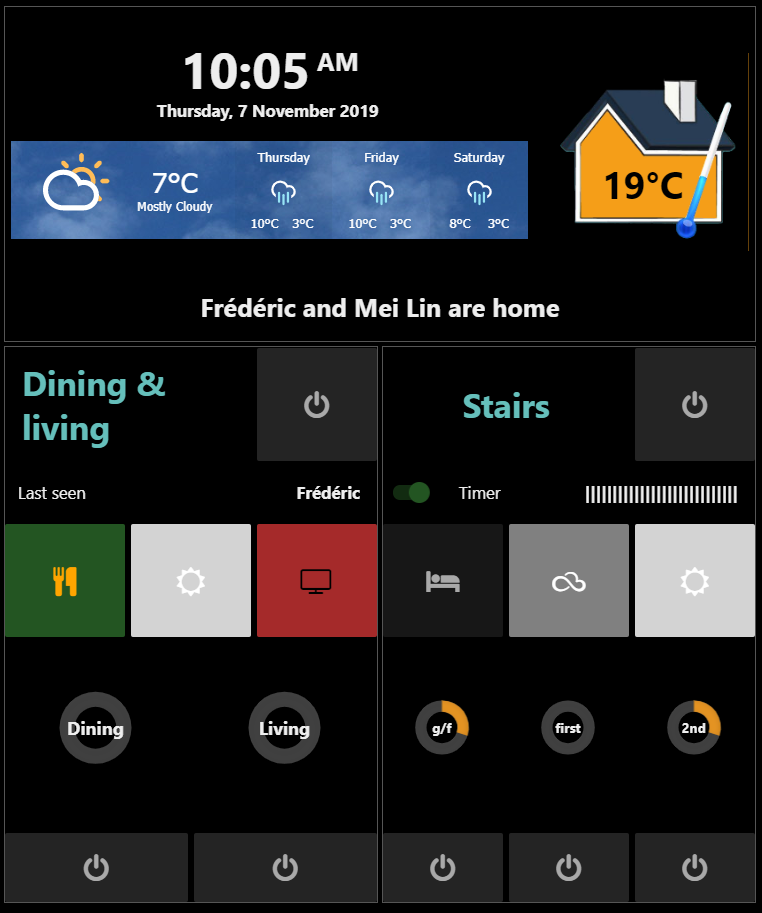 10:05 AM
Thursday, 7 November 2019
7°C
Mostly Cloudy
Thursday
10°C 3°C
Friday
10°C 3°C
Saturday
8°C 3°C
19°C
Frédéric and Mei Lin are home
Dining &
living
Last seen Frédéric
Dining Living
Stairs
Timer
g/f first 2nd